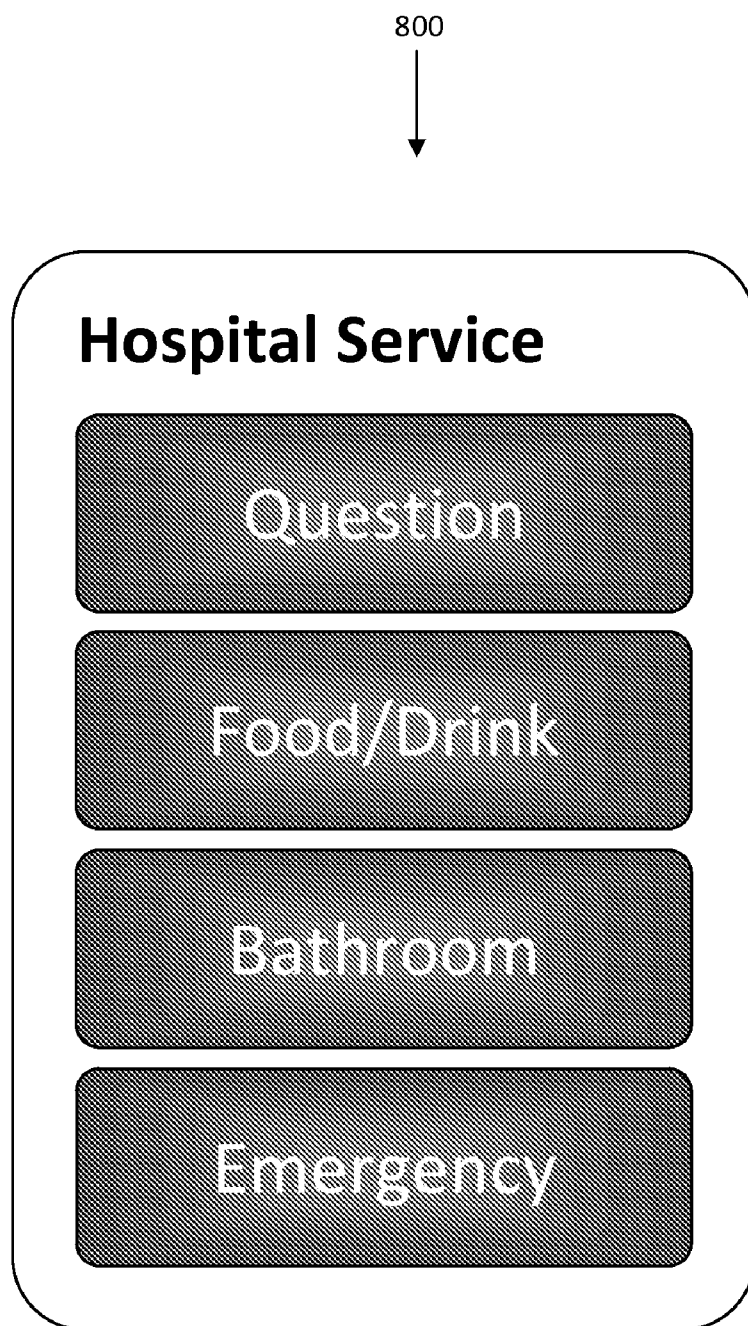 800
Hospital Service
Question
Food/Drink
Bathroom
Emergency